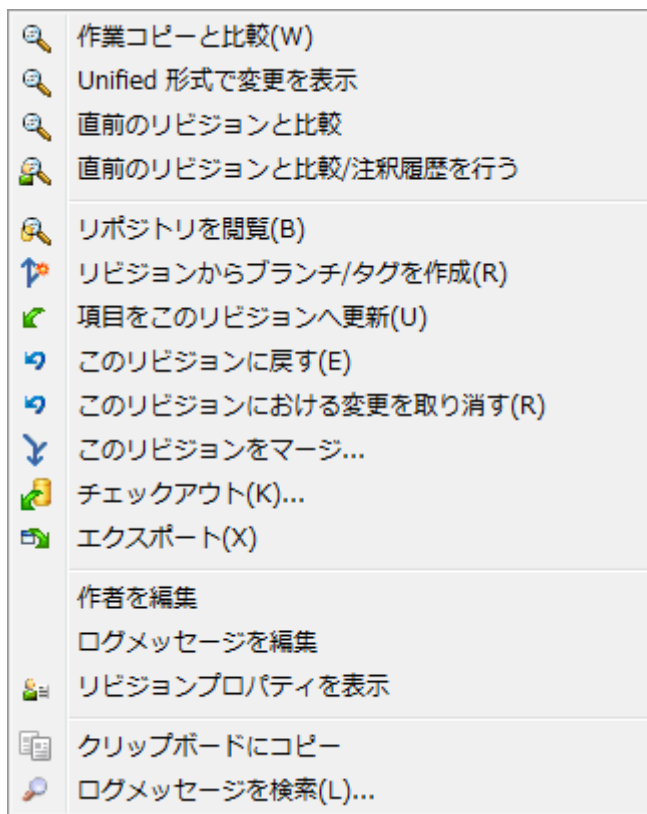 作業コピーと比較(W)
Unified 形式で変更を表示
直前のリビジョンと比較
直前のリビジョンと比較/注釈履歴を行う
リポジトリを閲覧(B)
リビジョンからブランチ/タグを作成(R)
項目をこのリビジョンへ更新(U)
このリビジョンに戻す(E)
このリビジョンにおける変更を取り消す(R)
このリビジョンをマージ...
チェックアウト(K)...
エクスポート(X)
作者を編集
ログメッセージを編集
リビジョンプロパティを表示
クリップボードにコピー
ログメッセージを検索(L)...